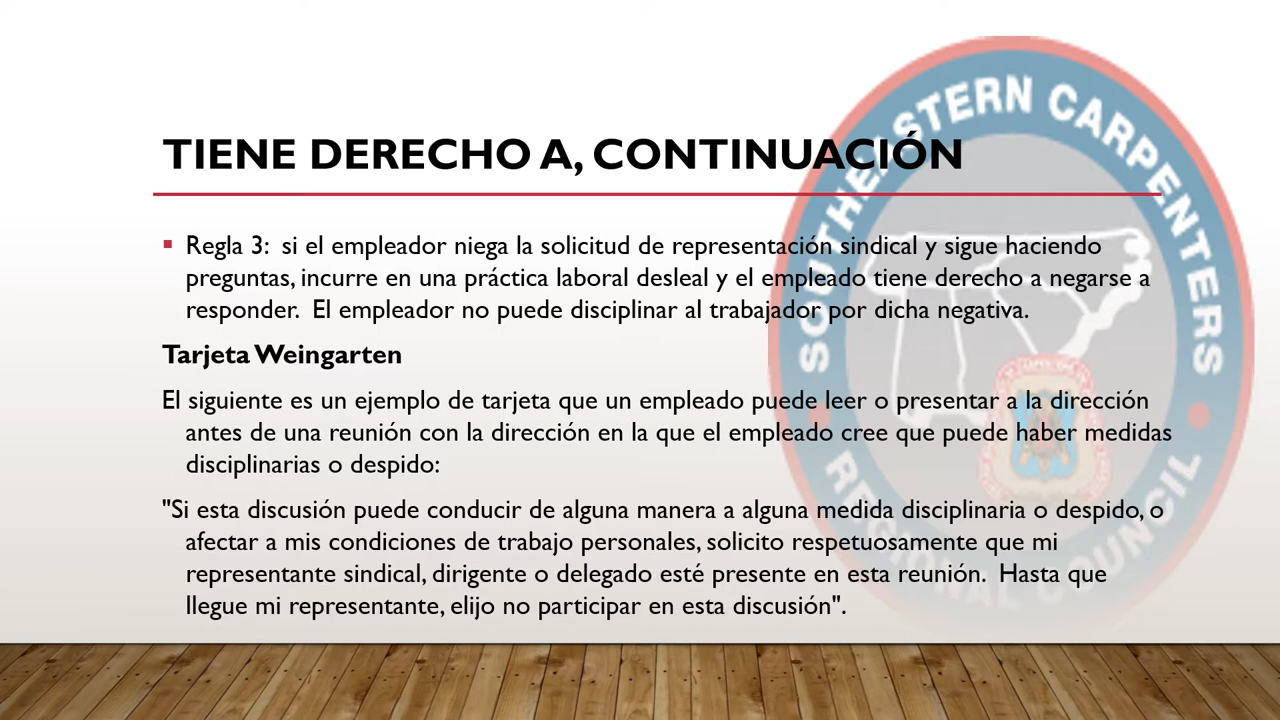 TIENE DERECHO A, CONTINUACIÓN
Regla 3:  si el empleador niega la solicitud de representación sindical y sigue haciendo
preguntas, incurre en una práctica laboral desleal y el empleado tiene derecho a negarse a
responder.  El empleador no puede disciplinar al trabajador por dicha negativa.
Tarjeta Weingarten
El siguiente es un ejemplo de tarjeta que un empleado puede leer o presentar a la dirección
antes de una reunión con la dirección en la que el empleado cree que puede haber medidas
disciplinarias o despido:
"Si esta discusión puede conducir de alguna manera a alguna medida disciplinaria o despido, o
afectar a mis condiciones de trabajo personales, solicito respetuosamente que mi
representante sindical, dirigente o delegado esté presente en esta reunión.  Hasta que
llegue mi representante, elijo no participar en esta discusión".
SOUTHEASTERN CARPENTERS
REGIONAL COUNCIL